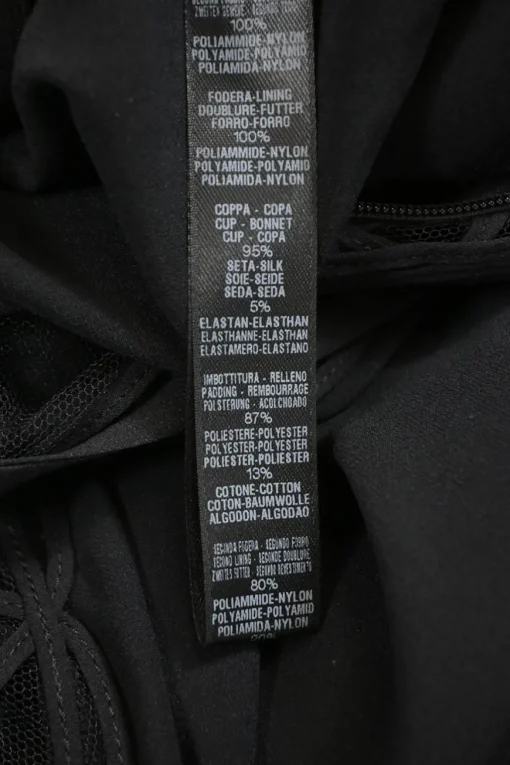 100%
POLIAMMIDE-NYLON
POLYAMIDE-POLYAMID
POLIAMIDA-NYLON
FODERA-LINING
DOUBLURE-FUTTER
FORRO-FORRO
100%
POLIAMMIDE-NYLON
POLYAMIDE-POLYAMID
POLIAMIDA-NYLON
COPPA - COPA
CUP - BONNET
CUP - COPA
95%
SETA-SILK
SOIE-SEIDE
SEDA-SEDA
5%
ELASTAN-ELASTHAN
ELASTHANNE-ELASTHAN
ELASTAMERO-ELASTANO
IMBOTTITURA - RELLENO
PADDING - REMBOURRAGE
POLSTERUNG - ACOLCHOADO
87%
POLIESTERE-POLYESTER
POLYESTER-POLYESTER
POLIESTER-POLIESTER
13%
COTONE-COTTON
COTON-BAUMWOLLE
ALGODON-ALGODAO
SEGUNDA FODERA - SEGUNDO FORRO
SECOND LINING - SECONDE DOUBLURE
80%
POLIAMMIDE-NYLON
POLYAMIDE-POLYAMID
POLIAMIDA-NYLON